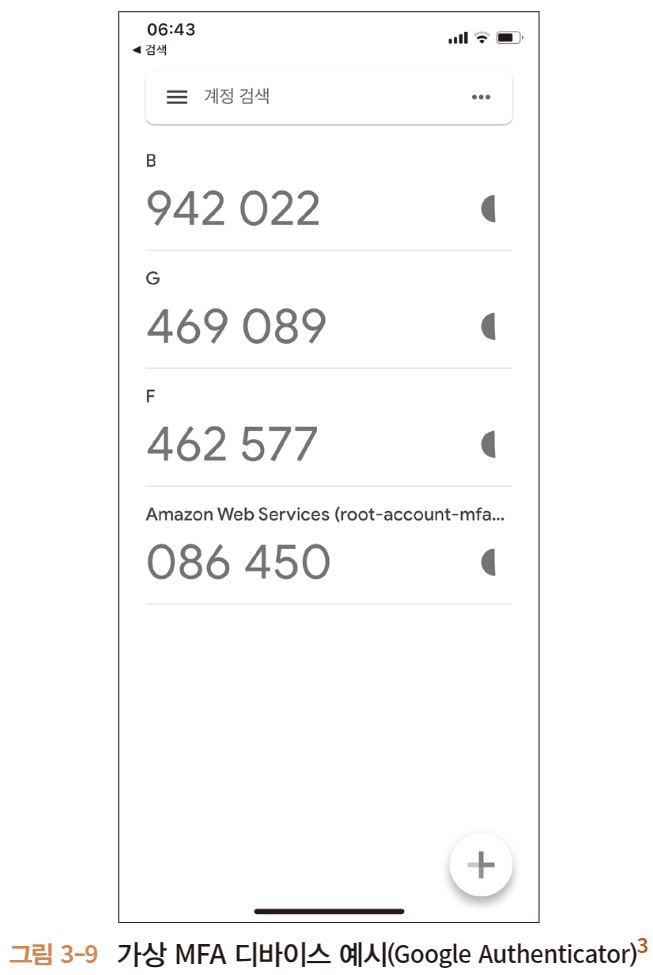 06:43
◀ 검색
계정 검색
B
942 022
G
469 089
F
462 577
Amazon Web Services (root-account-mfa...
086 450
그림 3-9 가상 MFA 디바이스 예시(Google Authenticator)3